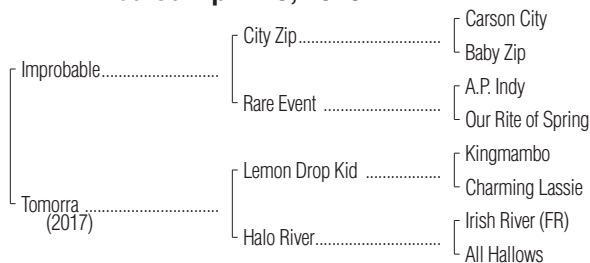 City Zip
Carson City
Baby Zip
Improbable
Rare Event
A.P. Indy
Our Rite of Spring
Lemon Drop Kid
Kingmambo
Charming Lassie
Tomorra
(2017)
Halo River
Irish River (FR)
All Hallows